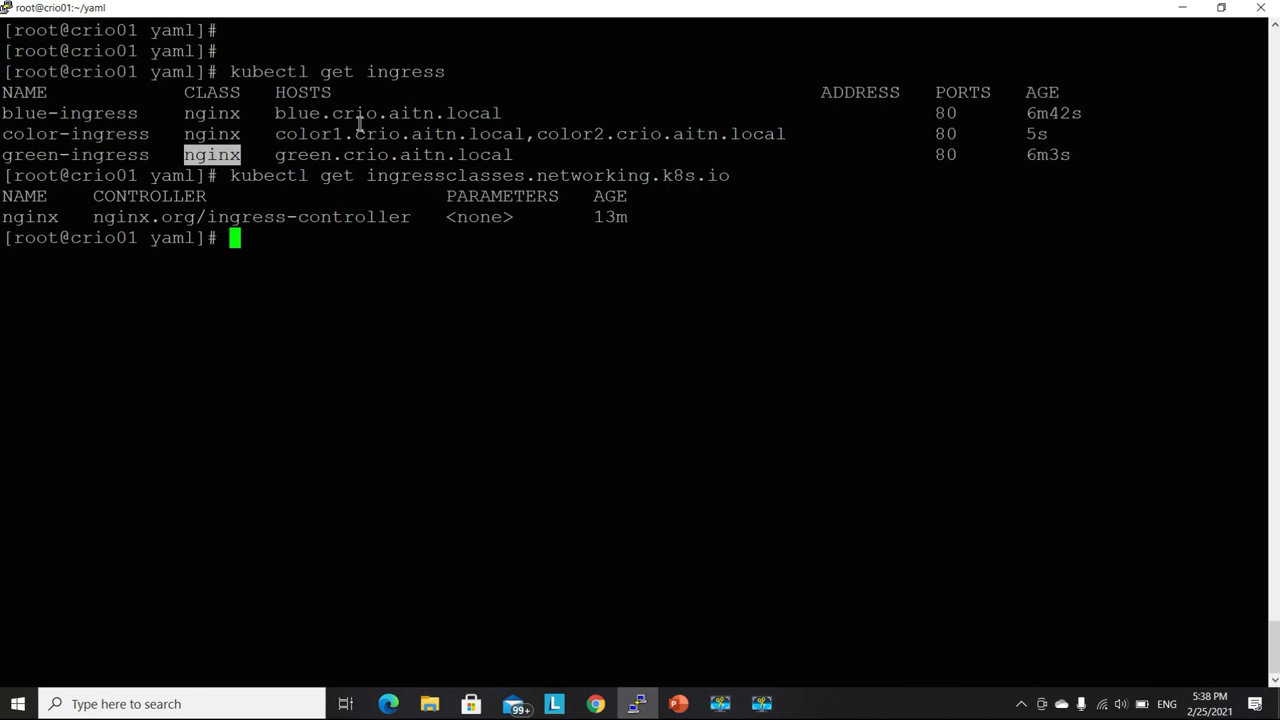 root@crio01:~/yaml
[root@crio01 yaml]#
[root@crio01 yaml]#
[root@crio01 yaml]# kubectl get ingress
NAME CLASS HOSTS ADDRESS PORTS AGE
blue-ingress nginx blue.crio.aitn.local 80 6m42s
color-ingress nginx color1.crio.aitn.local,color2.crio.aitn.local 80 5s
green-ingress nginx green.crio.aitn.local 80 6m3s
[root@crio01 yaml]# kubectl get ingressclasses.networking.k8s.io
NAME CONTROLLER PARAMETERS AGE
nginx nginx.org/ingress-controller <none> 13m
[root@crio01 yaml]#
Type here to search
L
99+
P
ENG
5:38 PM
2/25/2021